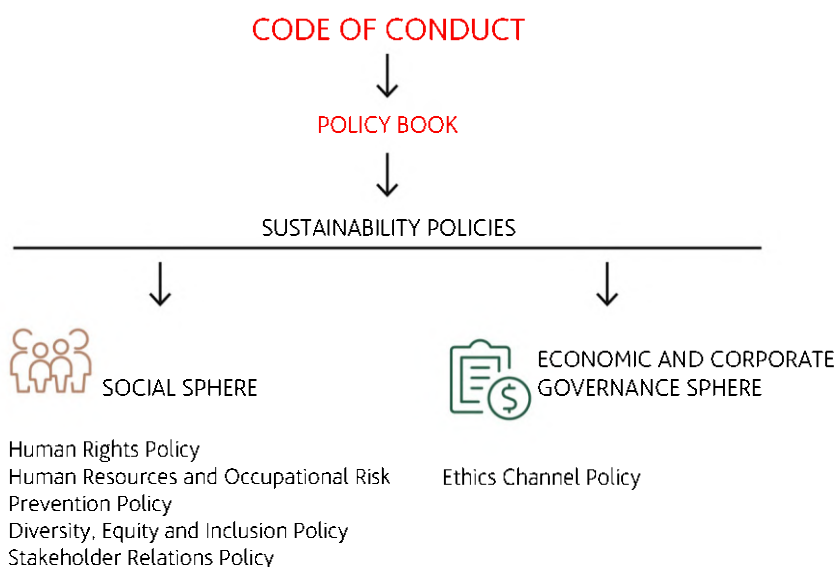 CODE OF CONDUCT
POLICY BOOK
SUSTAINABILITY POLICIES
SOCIAL SPHERE
Human Rights Policy
Human Resources and Occupational Risk
Prevention Policy
Diversity, Equity and Inclusion Policy
Stakeholder Relations Policy
$
ECONOMIC AND CORPORATE
GOVERNANCE SPHERE
Ethics Channel Policy